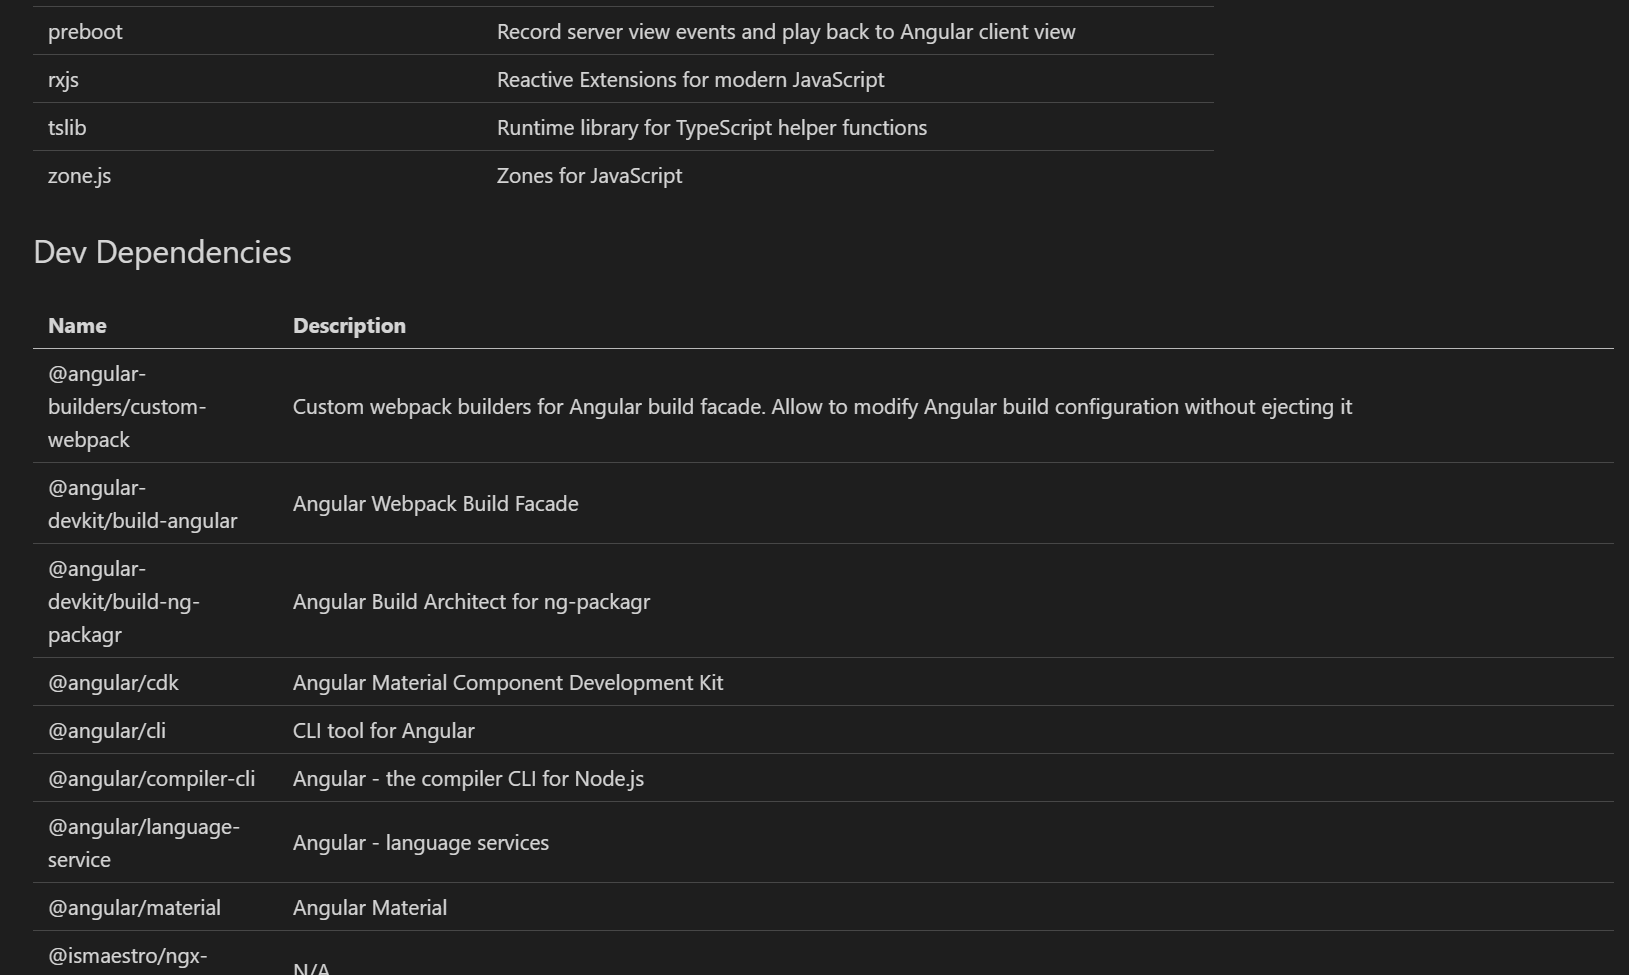 preboot Record server view events and play back to Angular client view
rxjs Reactive Extensions for modern JavaScript
tslib Runtime library for TypeScript helper functions
zone.js Zones for JavaScript
Dev Dependencies
Name Description
@angular-
builders/custom-
webpack
Custom webpack builders for Angular build facade. Allow to modify Angular build configuration without ejecting it
@angular-
devkit/build-angular
Angular Webpack Build Facade
@angular-
devkit/build-ng-
packagr
Angular Build Architect for ng-packagr
@angular/cdk Angular Material Component Development Kit
@angular/cli CLI tool for Angular
@angular/compiler-cli Angular - the compiler CLI for Node.js
@angular/language-
service
Angular - language services
@angular/material Angular Material
@ismaestro/ngx-
N/A